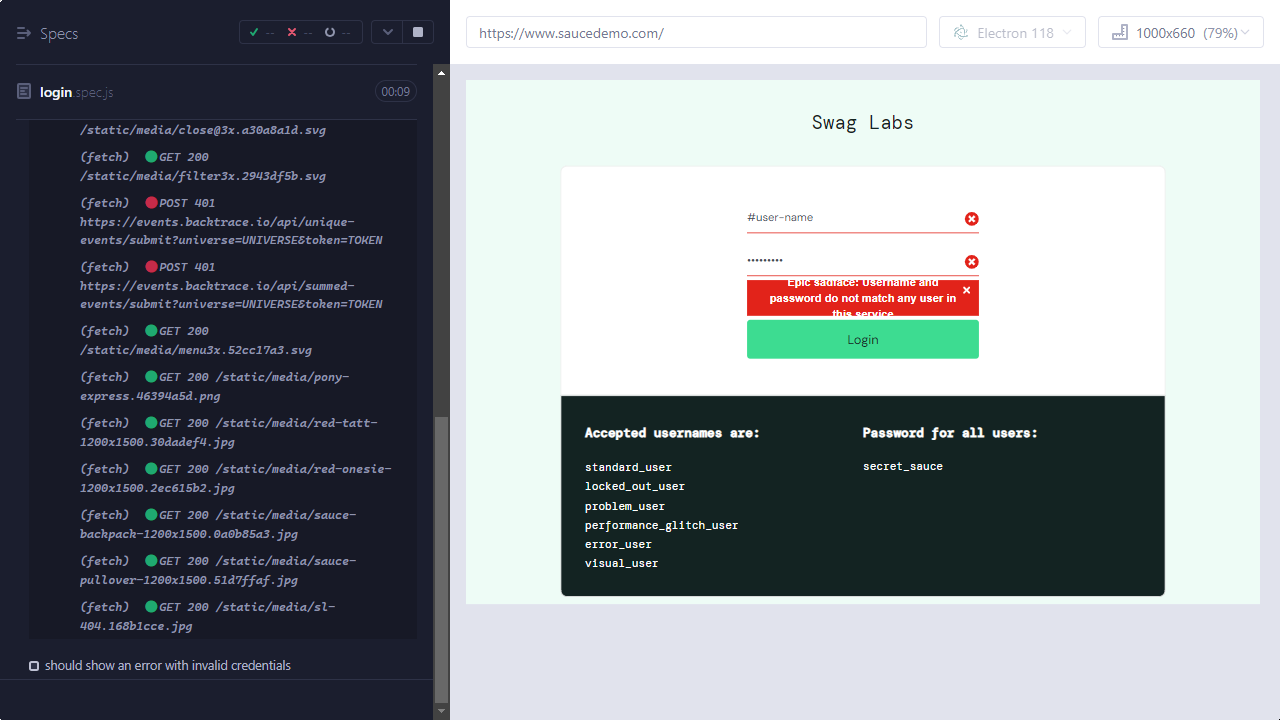 Specs
--
--
--
login.spec.js
00:09
/static/media/close@3x.a30a8a1d.svg
(fetch) GET 200
/static/media/filter3x.2943df5b.svg
(fetch) POST 401
https://events.backtrace.io/api/unique-
events/submit?universe=UNIVERSE&token=TOKEN
(fetch) POST 401
https://events.backtrace.io/api/summed-
events/submit?universe=UNIVERSE&token=TOKEN
(fetch) GET 200
/static/media/menu3x.52cc17a3.svg
(fetch) GET 200 /static/media/pony-
express.46394a5d.png
(fetch) GET 200 /static/media/red-tatt-
1200x1500.30dadef4.jpg
(fetch) GET 200 /static/media/red-onesie-
1200x1500.2ec615b2.jpg
(fetch) GET 200 /static/media/sauce-
backpack-1200x1500.0a0b85a3.jpg
(fetch) GET 200 /static/media/sauce-
pullover-1200x1500.51d7ffaf.jpg
(fetch) GET 200 /static/media/sl-
404.168b1cce.jpg
should show an error with invalid credentials
https://www.saucedemo.com/
Electron 118
1000x660 (79%)
Swag Labs
#user-name
•••••••••
Epic sadface: Username and
password do not match any user in
this service
Login
Accepted usernames are:
standard_user
locked_out_user
problem_user
performance_glitch_user
error_user
visual_user
Password for all users:
secret_sauce